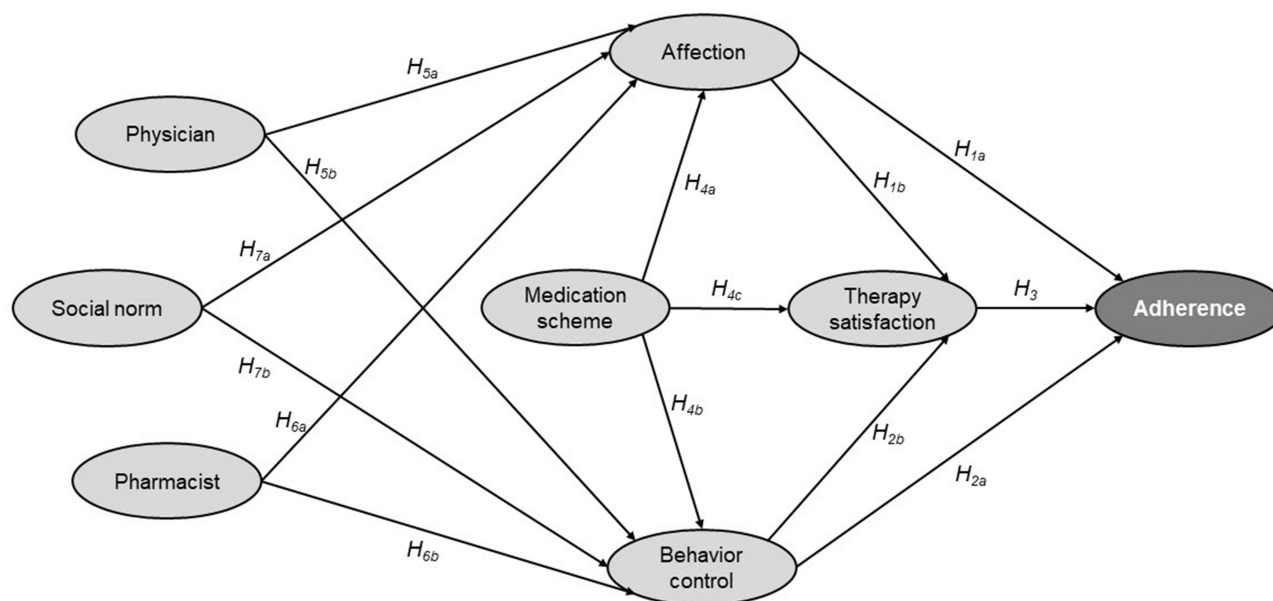 Affection
H5a
Physician
H1a
H5b
H4a
H1b
H7a
Social norm
Medication
scheme
H4c
Therapy
satisfaction
H3
Adherence
H7b
H4b
H6a
H2b
Pharmacist
H2a
H6b
Behavior
control